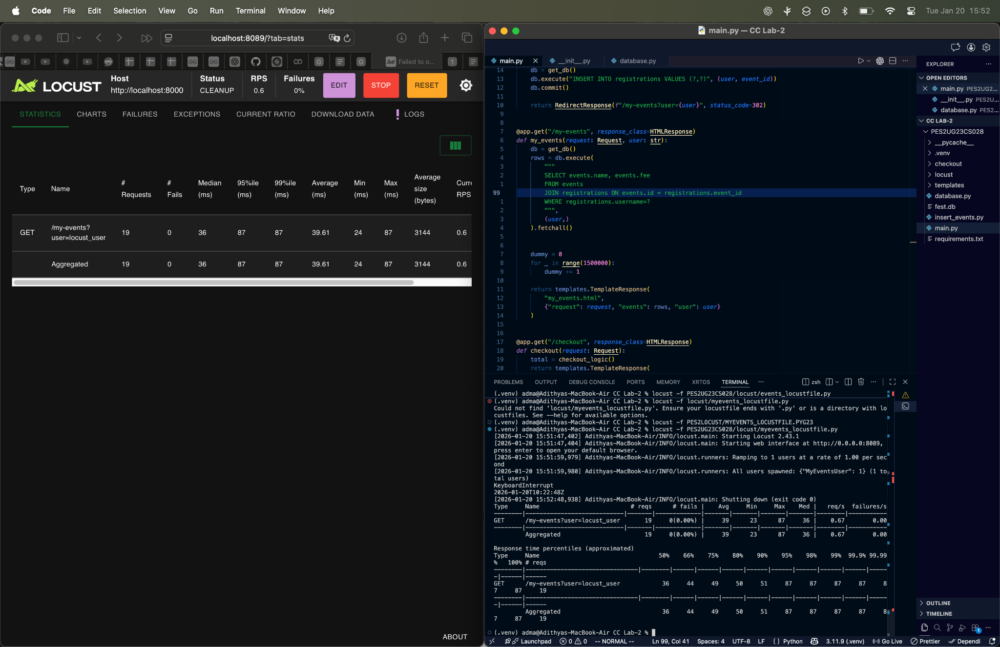 Code File Edit Selection View Go Run Terminal Window Help
Tue Jan 20 15:52
localhost:8089/?tab=stats
Failed to o...
1
LOCUST
Host
http://localhost:8000
Status
CLEANUP
RPS
0.6
Failures
0%
EDIT
STOP
RESET
STATISTICS CHARTS FAILURES EXCEPTIONS CURRENT RATIO DOWNLOAD DATA LOGS
Type Name # Requests # Fails Median (ms) 95%ile (ms) 99%ile (ms) Average (ms) Min (ms) Max (ms) Average size (bytes) Curre RPS
GET /my-events?user=locust_user 19 0 36 87 87 39.61 24 87 3144 0.6
Aggregated 19 0 36 87 87 39.61 24 87 3144 0.6
ABOUT
main.py — CC Lab-2
main.py __init__.py database.py
14 db = get_db()
13 db.execute("INSERT INTO registrations VALUES (?,?)", (user, event_id))
12 db.commit()
11
10 return RedirectResponse(f"/my-events?user={user}", status_code=302)
9
8
7 @app.get("/my-events", response_class=HTMLResponse)
6 def my_events(request: Request, user: str):
5 db = get_db()
4 rows = db.execute(
3 """
2 SELECT events.name, events.fee
1 FROM events
99 JOIN registrations ON events.id = registrations.event_id
1 WHERE registrations.username=?
2 """,
3 (user,)
4 ).fetchall()
5
6
7 dummy = 0
8 for _ in range(1500000):
9 dummy += 1
10
11 return templates.TemplateResponse(
12 "my_events.html",
13 {"request": request, "events": rows, "user": user}
14 )
15
16
17 @app.get("/checkout", response_class=HTMLResponse)
18 def checkout(request: Request):
19 total = checkout_logic()
20 return templates.TemplateResponse(
PROBLEMS OUTPUT DEBUG CONSOLE PORTS MEMORY XRTOS TERMINAL ··· zsh
(.venv) adma@Adithyas-MacBook-Air CC Lab-2 % locust -f PES2UG23CS028/locust/events_locustfile.py
(.venv) adma@Adithyas-MacBook-Air CC Lab-2 % locust -f locust/myevents_locustfile.py
Could not find 'locust/myevents_locustfile.py'. Ensure your locustfile ends with '.py' or is a directory with lo
custfiles. See --help for available options.
(.venv) adma@Adithyas-MacBook-Air CC Lab-2 % locust -f PES2LOCUST/MYEVENTS_LOCUSTFILE.PYG23
(.venv) adma@Adithyas-MacBook-Air CC Lab-2 % locust -f PES2UG23CS028/locust/myevents_locustfile.py
[2026-01-20 15:51:47,402] Adithyas-MacBook-Air/INFO/locust.main: Starting Locust 2.43.1
[2026-01-20 15:51:47,404] Adithyas-MacBook-Air/INFO/locust.main: Starting web interface at http://0.0.0.0:8089,
press enter to open your default browser.
[2026-01-20 15:51:59,979] Adithyas-MacBook-Air/INFO/locust.runners: Ramping to 1 users at a rate of 1.00 per sec
ond
[2026-01-20 15:51:59,980] Adithyas-MacBook-Air/INFO/locust.runners: All users spawned: {"MyEventsUser": 1} (1 to
tal users)
KeyboardInterrupt
2026-01-20T10:22:48Z
[2026-01-20 15:52:48,938] Adithyas-MacBook-Air/INFO/locust.main: Shutting down (exit code 0)
Type Name # reqs # fails | Avg Min Max Med | req/s failures/s
--------|----------------------------|-------|-------------|-------|-------|-------|-------|--------|-----------
GET /my-events?user=locust_user 19 0(0.00%) | 39 23 87 36 | 0.67 0.00
--------|----------------------------|-------|-------------|-------|-------|-------|-------|--------|-----------
Aggregated 19 0(0.00%) | 39 23 87 36 | 0.67 0.00
Response time percentiles (approximated)
Type Name 50% 66% 75% 80% 90% 95% 98% 99% 99.9% 99.99
% 100% # reqs
--------|--------------------------------|--------|------|------|------|------|------|------|------|------|-----
-|------|------
GET /my-events?user=locust_user 36 44 49 50 51 87 87 87 87 8
7 87 19
--------|--------------------------------|--------|------|------|------|------|------|------|------|------|-----
-|------|------
Aggregated 36 44 49 50 51 87 87 87 87 8
7 87 19
(.venv) adma@Adithyas-MacBook-Air CC Lab-2 %
EXPLORER
OPEN EDITORS
main.py PES2UG2...
__init__.py PES2U...
database.py PES2...
CC LAB-2
PES2UG23CS028
__pycache__
.venv
checkout
locust
templates
database.py
fest.db
insert_events.py
main.py
requirements.txt
OUTLINE
TIMELINE
1
Launchpad 0 0 -- NORMAL -- Ln 99, Col 41 Spaces: 4 UTF-8 LF { } Python 3.11.9 (.venv) Go Live Prettier Dependi